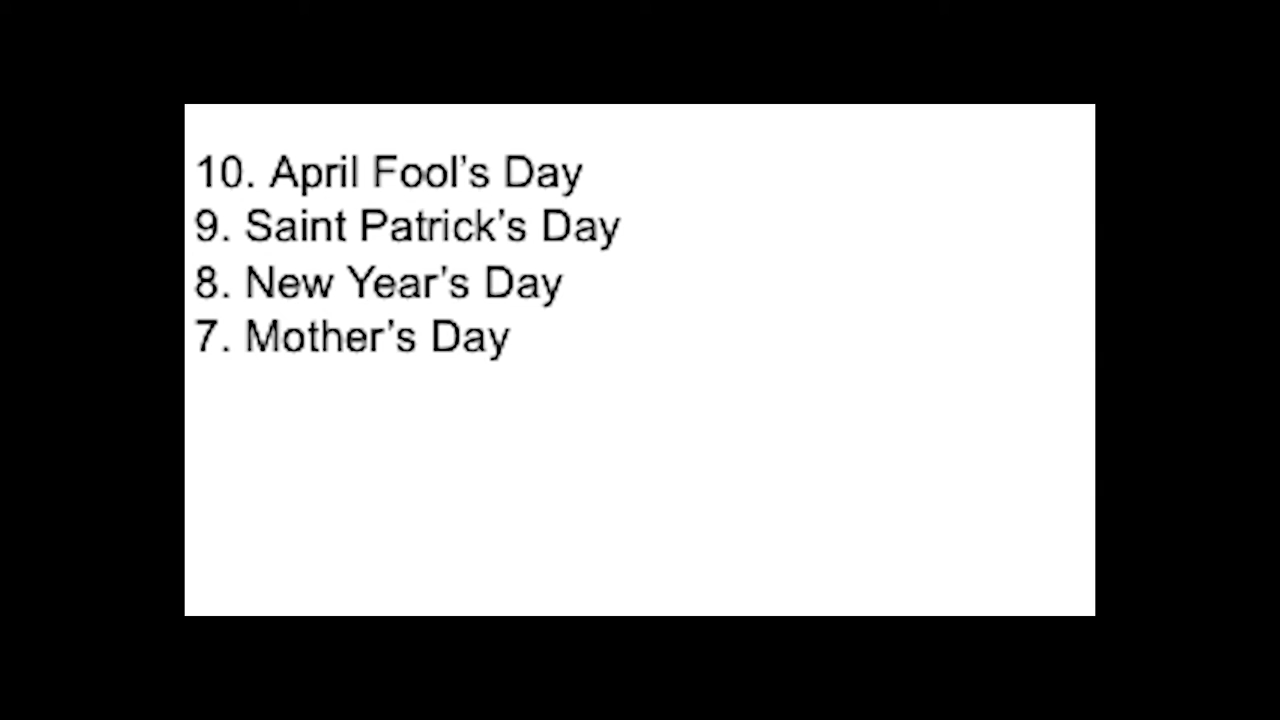 10. April Fool’s Day
9. Saint Patrick’s Day
8. New Year’s Day
7. Mother’s Day